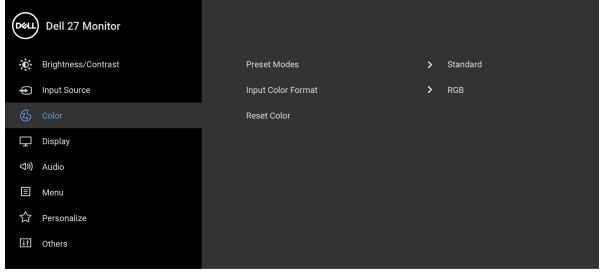 DELL Dell 27 Monitor
Brightness/Contrast
Input Source
Color
Display
Audio
Menu
Personalize
Others
Preset Modes > Standard
Input Color Format > RGB
Reset Color